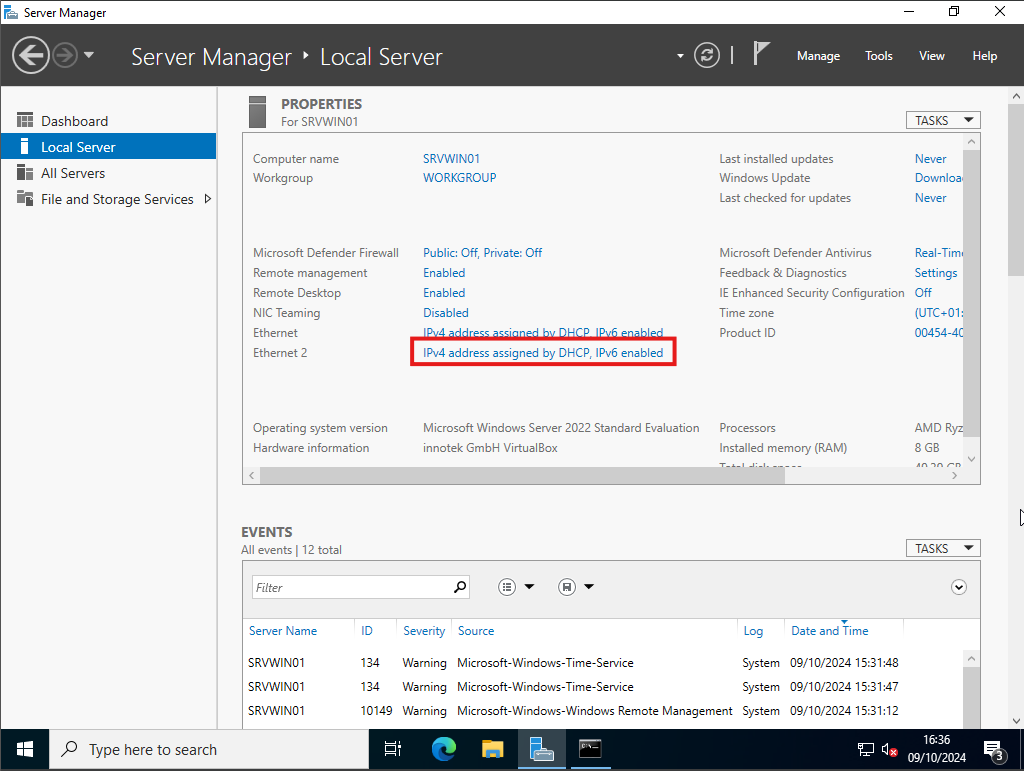 Server Manager
Server Manager ‣ Local Server
Manage Tools View Help
Dashboard
Local Server
All Servers
File and Storage Services
PROPERTIES
For SRVWIN01
TASKS
Computer name SRVWIN01 Last installed updates Never
Workgroup WORKGROUP Windows Update Downloa
Last checked for updates Never
Microsoft Defender Firewall Public: Off, Private: Off Microsoft Defender Antivirus Real-Time
Remote management Enabled Feedback & Diagnostics Settings
Remote Desktop Enabled IE Enhanced Security Configuration Off
NIC Teaming Disabled Time zone (UTC+01:
Ethernet IPv4 address assigned by DHCP, IPv6 enabled Product ID 00454-40
Ethernet 2 IPv4 address assigned by DHCP, IPv6 enabled
Operating system version Microsoft Windows Server 2022 Standard Evaluation Processors AMD Ryz
Hardware information innotek GmbH VirtualBox Installed memory (RAM) 8 GB
Total disk space
EVENTS
All events | 12 total
TASKS
Filter
Server Name ID Severity Source Log Date and Time
SRVWIN01 134 Warning Microsoft-Windows-Time-Service System 09/10/2024 15:31:48
SRVWIN01 134 Warning Microsoft-Windows-Time-Service System 09/10/2024 15:31:47
SRVWIN01 10149 Warning Microsoft-Windows-Windows Remote Management System 09/10/2024 15:31:12
Type here to search
16:36
09/10/2024
3